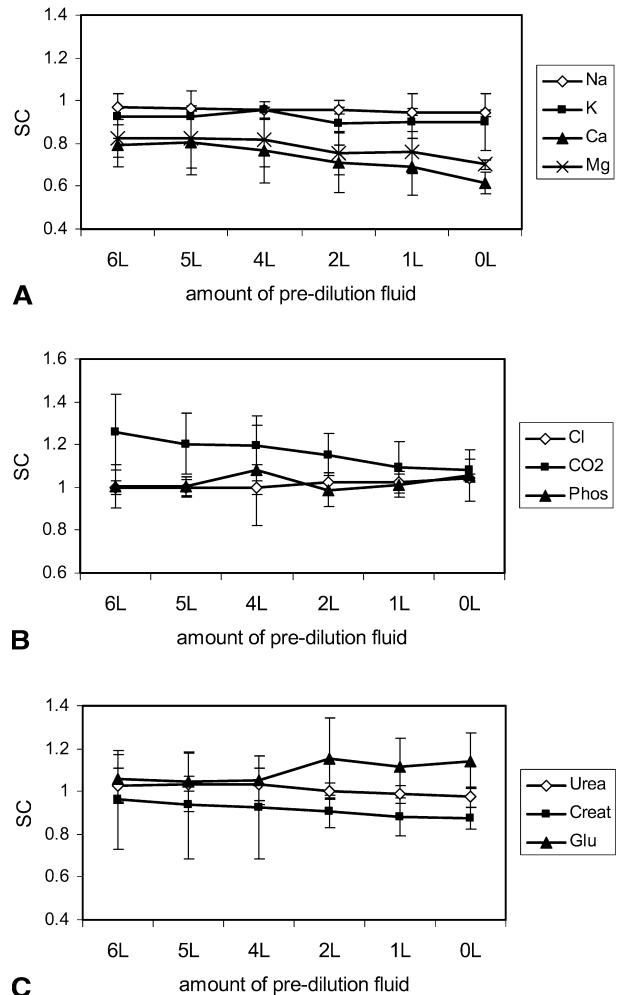 1.4
1.2
1
0.8
0.6
0.4
SC
6L 5L 4L 2L 1L 0L
amount of pre-dilution fluid
Na
K
Ca
Mg
A
1.6
1.4
1.2
1
0.8
0.6
SC
6L 5L 4L 2L 1L 0L
amount of pre-dilution fluid
Cl
CO2
Phos
B
1.4
1.2
1
0.8
0.6
0.4
SC
6L 5L 4L 2L 1L 0L
amount of pre-dilution fluid
Urea
Creat
Glu
C